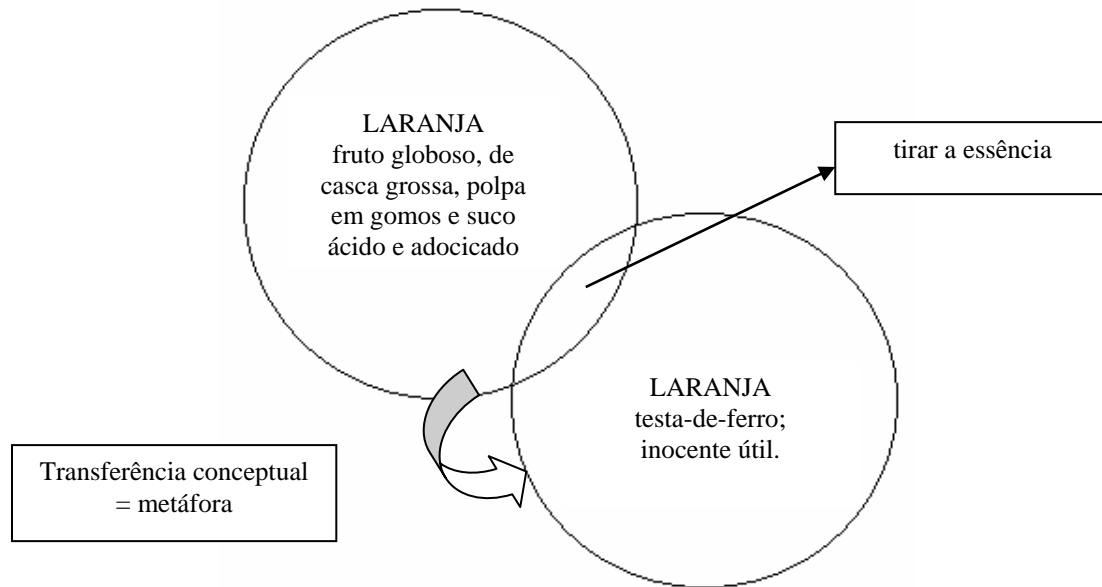 LARANJA
fruto globoso, de
casca grossa, polpa
em gomos e suco
ácido e adocicado
tirar a essência
LARANJA
testa-de-ferro;
inocente útil.
Transferência conceptual
= metáfora